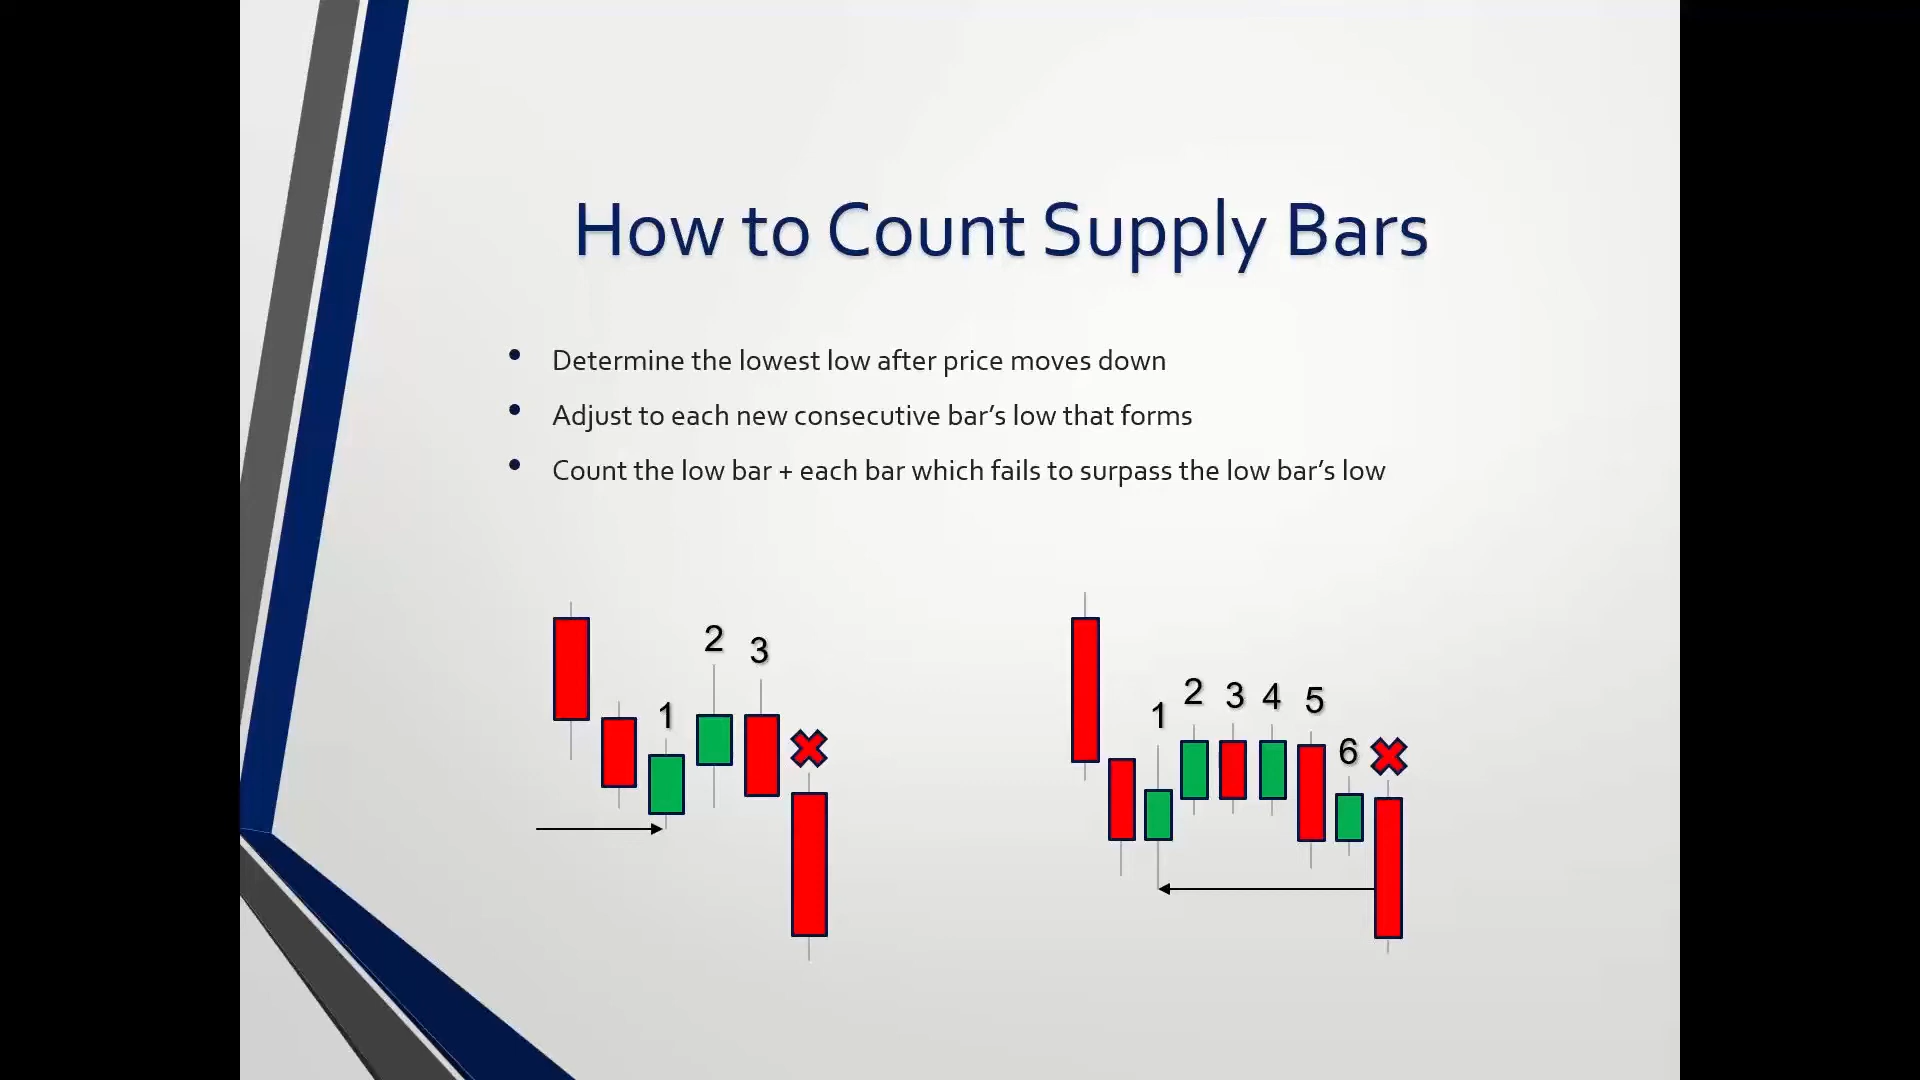 How to Count Supply Bars
• Determine the lowest low after price moves down
• Adjust to each new consecutive bar’s low that forms
• Count the low bar + each bar which fails to surpass the low bar’s low
1 2 3
1 2 3 4 5 6